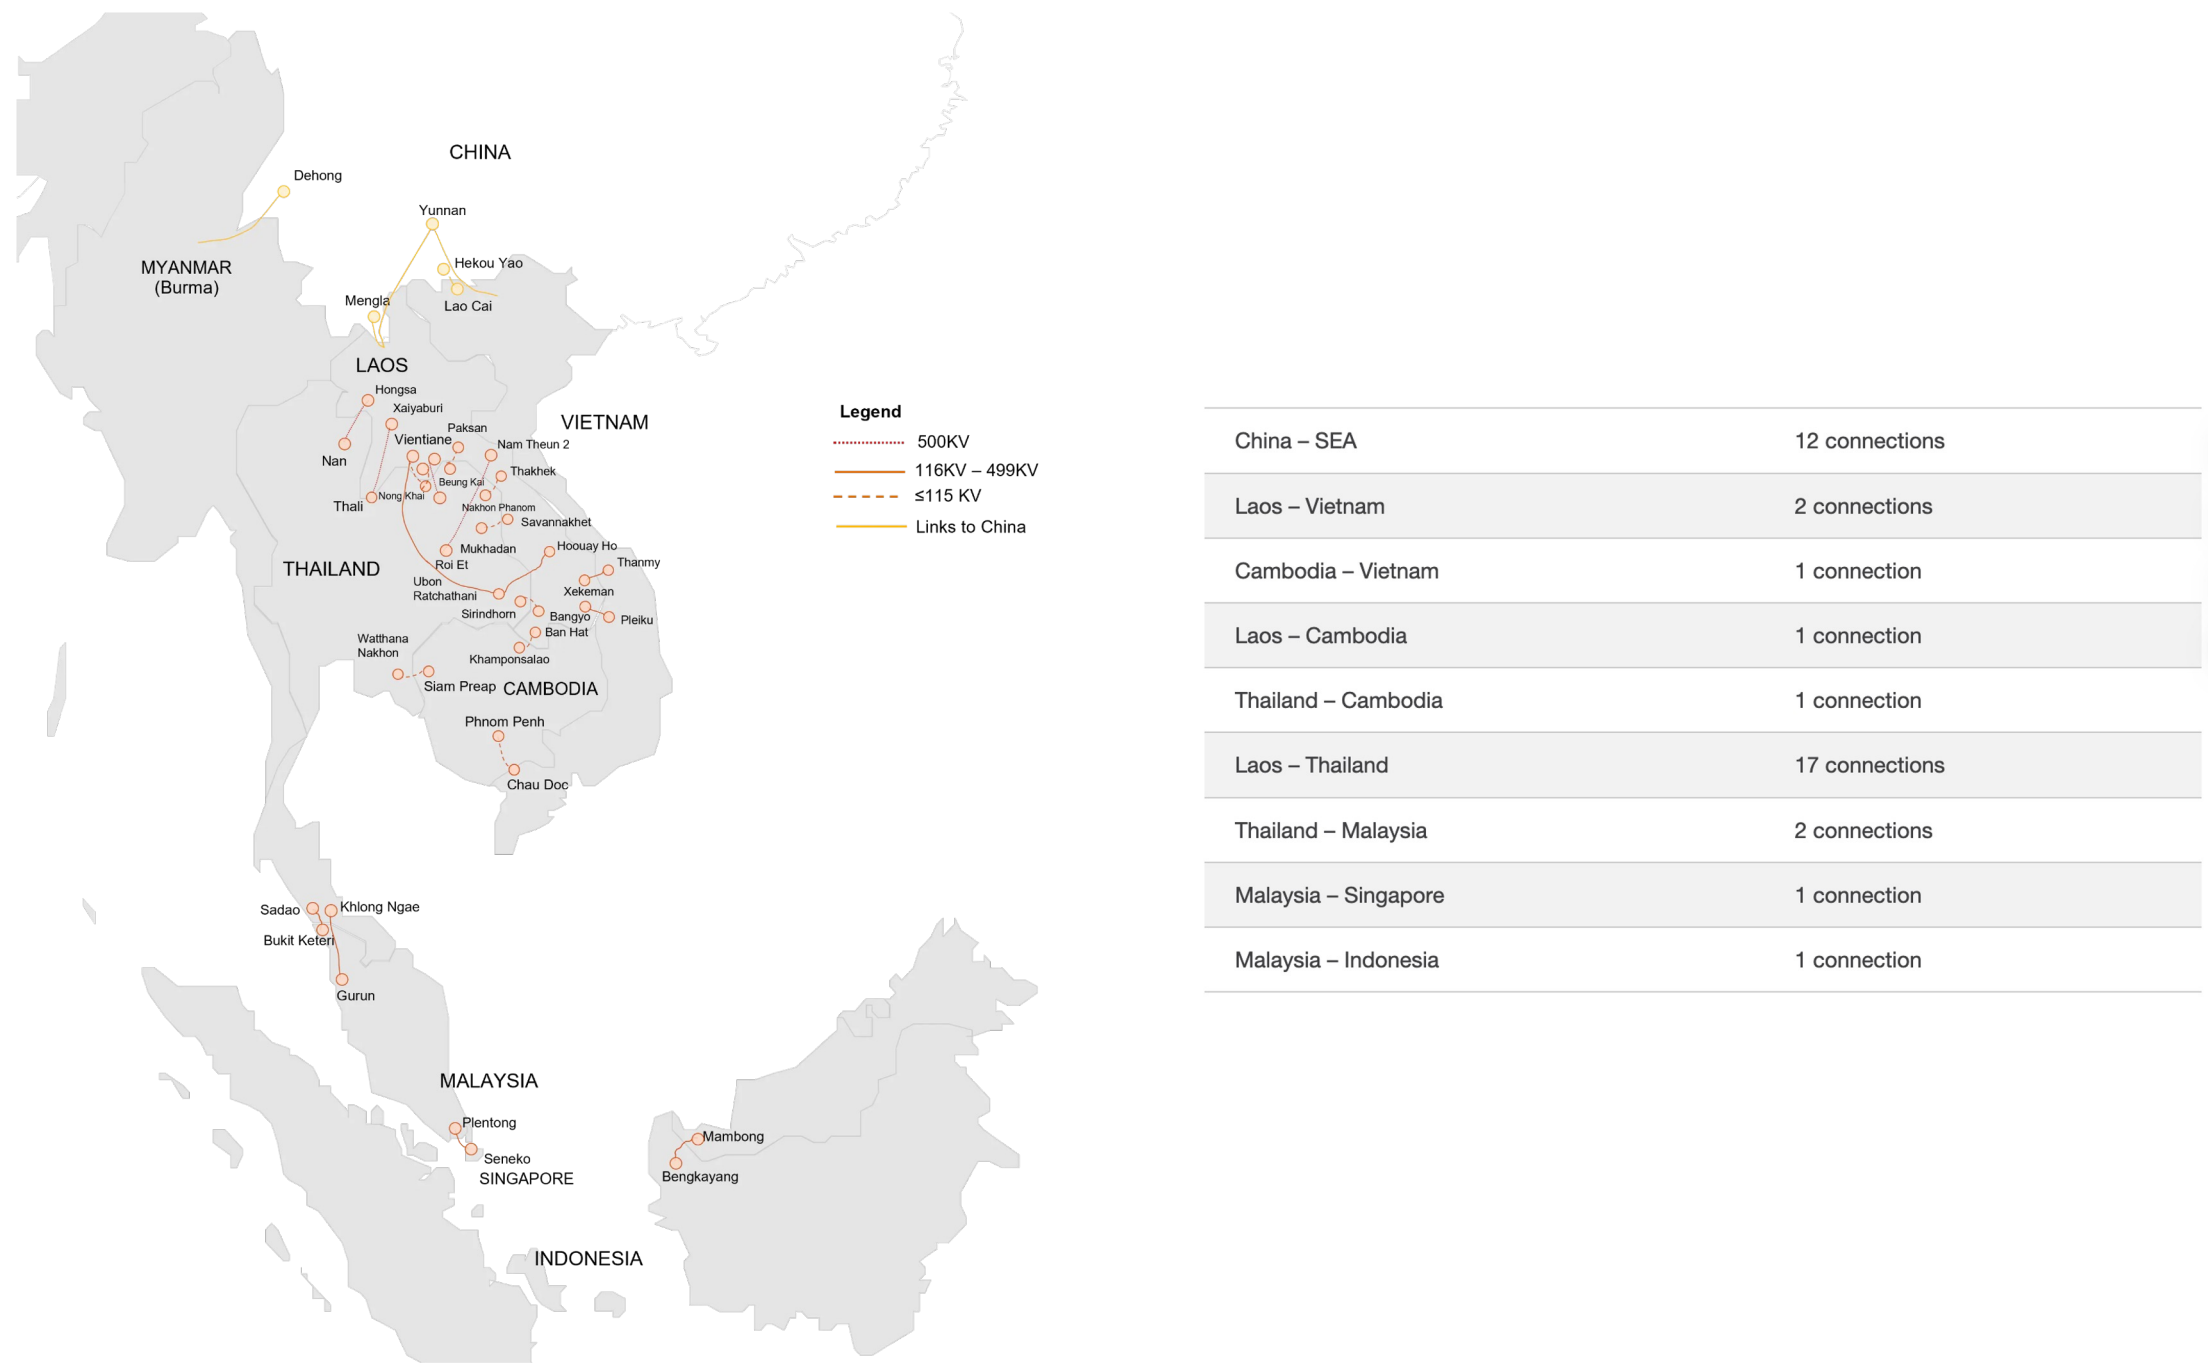 CHINA
Dehong
Yunnan
Hekou Yao
MYANMAR
(Burma)
Mengla
Lao Cai
LAOS
Hongsa
Xaiyaburi
VIETNAM
Paksan
Vientiane
Nam Theun 2
Nan
Thakhek
Beung Kai
Nong Khai
Thali
Nakhon Phanom
Savannakhet
Mukhadan
Hoouay Ho
Roi Et
Thanmy
THAILAND
Ubon
Ratchathani
Xekeman
Sirindhorn
Bangyo
Pleiku
Ban Hat
Watthana
Nakhon
Khamponsalao
Siam Preap
CAMBODIA
Phnom Penh
Chau Doc
Sadao
Khlong Ngae
Bukit Keteri
Gurun
MALAYSIA
Plentong
Seneko
SINGAPORE
Mambong
Bengkayang
INDONESIA
Legend
500KV
116KV – 499KV
≤115 KV
Links to China
China – SEA 12 connections
Laos – Vietnam 2 connections
Cambodia – Vietnam 1 connection
Laos – Cambodia 1 connection
Thailand – Cambodia 1 connection
Laos – Thailand 17 connections
Thailand – Malaysia 2 connections
Malaysia – Singapore 1 connection
Malaysia – Indonesia 1 connection